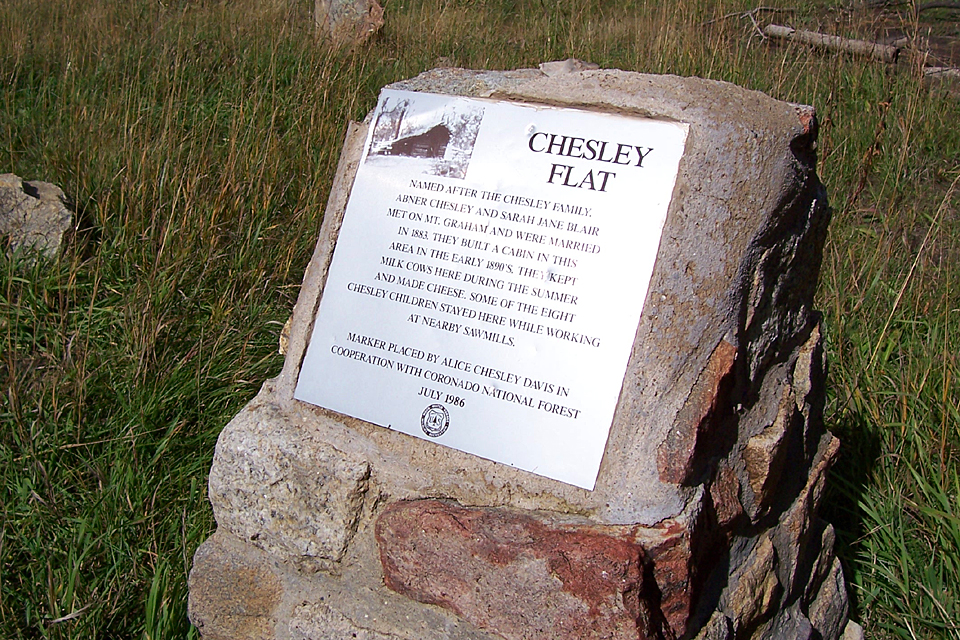 CHESLEY
FLAT
NAMED AFTER THE CHESLEY FAMILY,
ABNER CHESLEY AND SARAH JANE BLAIR
MET ON MT. GRAHAM AND WERE MARRIED
IN 1883. THEY BUILT A CABIN IN THIS
AREA IN THE EARLY 1890'S. THEY KEPT
MILK COWS HERE DURING THE SUMMER
AND MADE CHEESE. SOME OF THE EIGHT
CHESLEY CHILDREN STAYED HERE WHILE WORKING
AT NEARBY SAWMILLS.
MARKER PLACED BY ALICE CHESLEY DAVIS IN
COOPERATION WITH CORONADO NATIONAL FOREST
JULY 1986